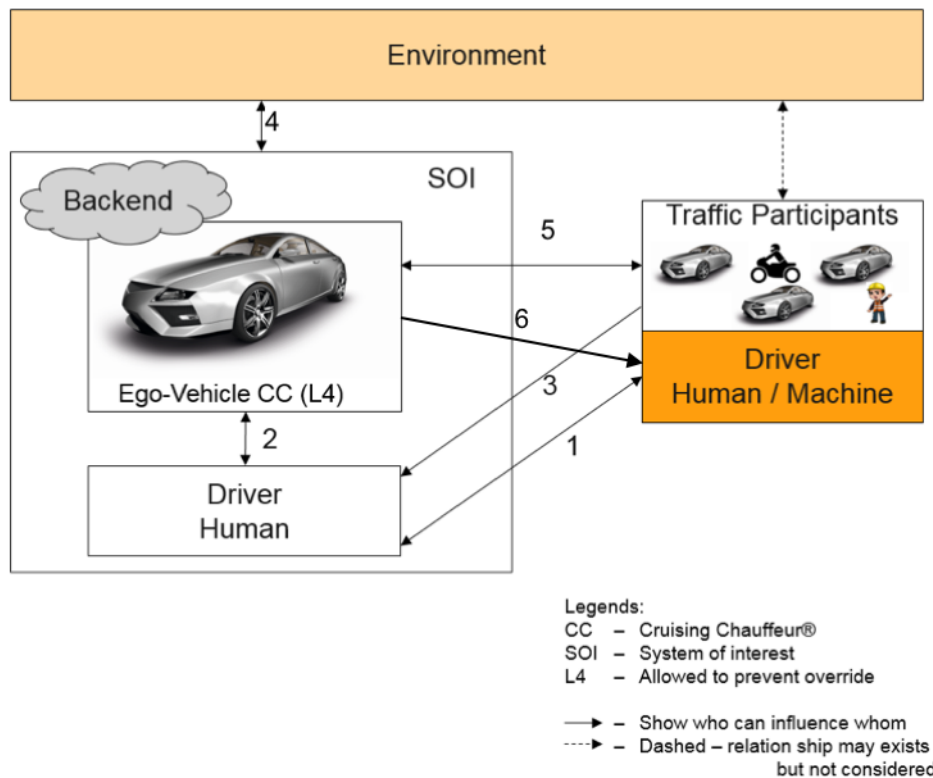 Environment
4
SOI
Backend
Traffic Participants
5
6
Driver
Human / Machine
Ego-Vehicle CC (L4)
3
2
1
Driver
Human
Legends:
CC – Cruising Chauffeur®
SOI – System of interest
L4 – Allowed to prevent override
– Show who can influence whom
– Dashed – relation ship may exists
but not considered